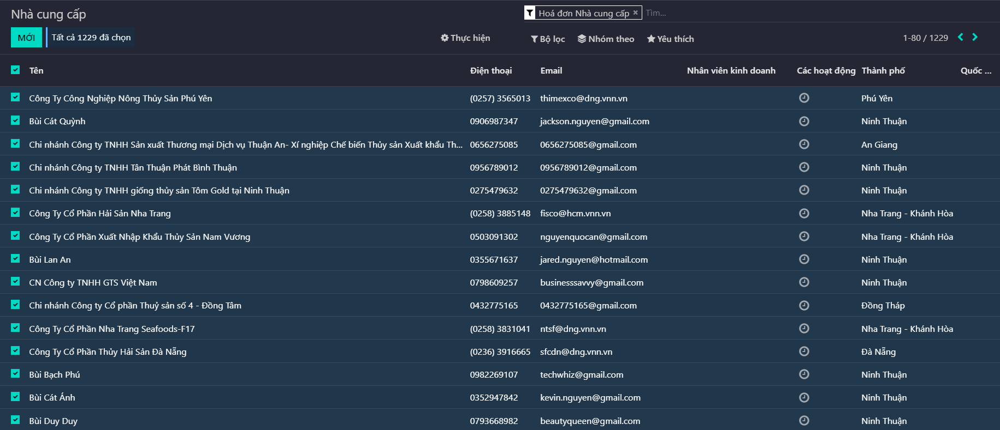 Nhà cung cấp
Hoá đơn Nhà cung cấp × Tìm...
MỚI Tất cả 1229 đã chọn Thực hiện Bộ lọc Nhóm theo Yêu thích 1-80 / 1229
Tên Điện thoại Email Nhân viên kinh doanh Các hoạt động Thành phố Quốc ...
Công Ty Công Nghiệp Nông Thủy Sản Phú Yên (0257) 3565013 thimexco@dng.vnn.vn Phú Yên
Bùi Cát Quỳnh 0906987347 jackson.nguyen@gmail.com Ninh Thuận
Chi nhánh Công ty TNHH Sản xuất Thương mại Dịch vụ Thuận An- Xí nghiệp Chế biến Thủy sản Xuất khẩu Th... 0656275085 0656275085@gmail.com An Giang
Chi nhánh Công ty TNHH Tân Thuận Phát Bình Thuận 0956789012 0956789012@gmail.com Ninh Thuận
Chi nhánh Công ty TNHH giống thủy sản Tôm Gold tại Ninh Thuận 0275479632 0275479632@gmail.com Ninh Thuận
Công Ty Cổ Phần Hải Sản Nha Trang (0258) 3885148 fisco@hcm.vnn.vn Nha Trang - Khánh Hòa
Công Ty Cổ Phần Xuất Nhập Khẩu Thủy Sản Nam Vương 0503091302 nguyenquocan@gmail.com Nha Trang - Khánh Hòa
Bùi Lan An 0355671637 jared.nguyen@hotmail.com Ninh Thuận
CN Công ty TNHH GTS Việt Nam 0798609257 businesssavvy@gmail.com Ninh Thuận
Chi nhánh Công ty Cổ phần Thuỷ sản số 4 - Đồng Tâm 0432775165 0432775165@gmail.com Đồng Tháp
Công Ty Cổ Phần Nha Trang Seafoods-F17 (0258) 3831041 ntsf@dng.vnn.vn Nha Trang - Khánh Hòa
Công Ty Cổ Phần Thủy Hải Sản Đà Nẵng (0236) 3916665 sfcdn@dng.vnn.vn Đà Nẵng
Bùi Bạch Phú 0982269107 techwhiz@gmail.com Ninh Thuận
Bùi Cát Ánh 0352947842 kevin.nguyen@gmail.com Ninh Thuận
Bùi Duy Duy 0793668982 beautyqueen@gmail.com Ninh Thuận